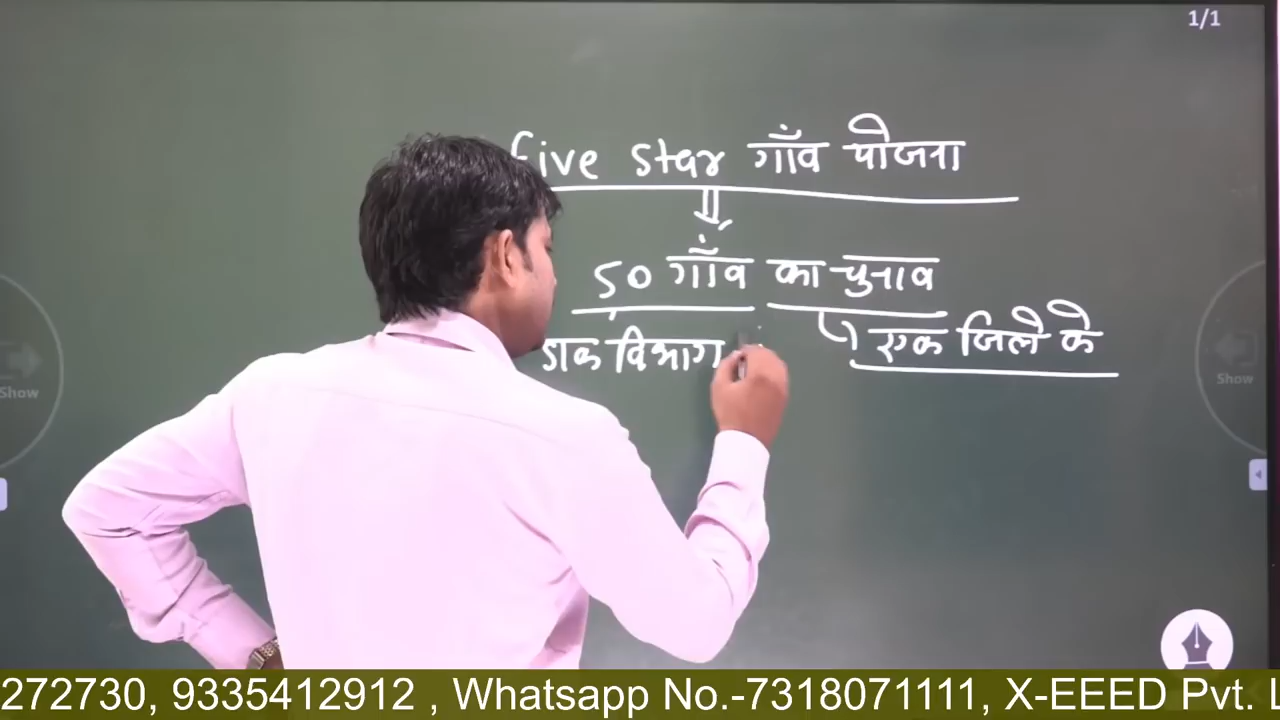 1/1
Five Star गाँव योजना
50 गाँव का चुनाव
एक जिले के
डाक विभाग
Show
Show
272730, 9335412912 , Whatsapp No.-7318071111, X-EEED Pvt. L